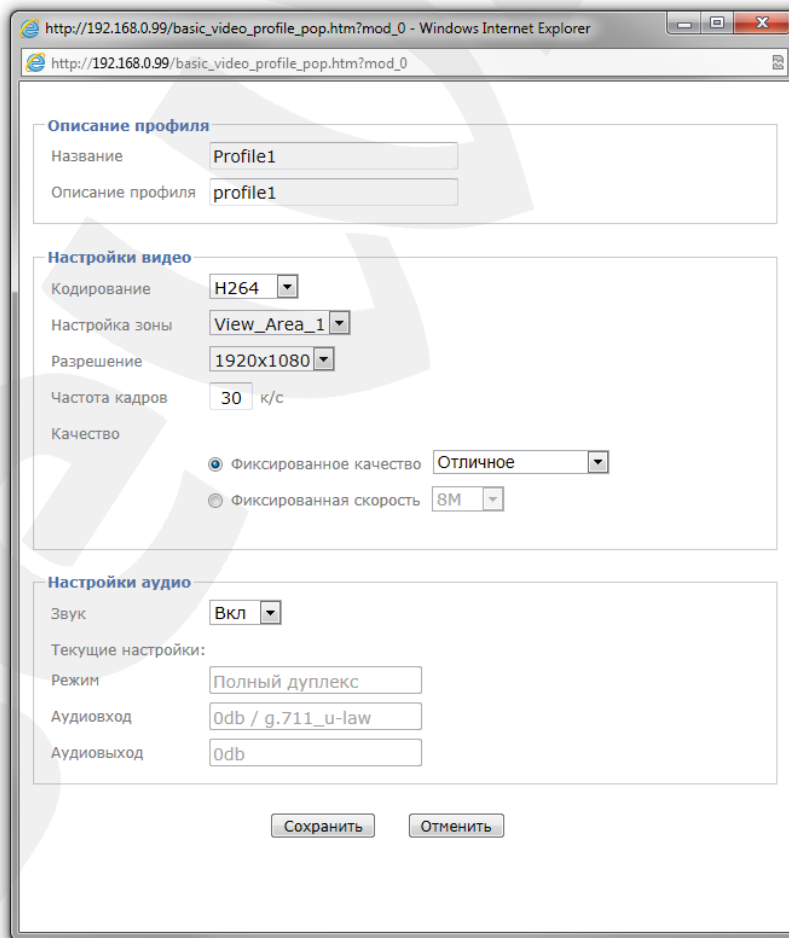 http://192.168.0.99/basic_video_profile_pop.htm?mod_0 - Windows Internet Explorer
http://192.168.0.99/basic_video_profile_pop.htm?mod_0
Описание профиля
Название Profile1
Описание профиля profile1
Настройки видео
Кодирование H264
Настройка зоны View_Area_1
Разрешение 1920x1080
Частота кадров 30 к/с
Качество
Фиксированное качество Отличное
Фиксированная скорость 8M
Настройки аудио
Звук Вкл
Текущие настройки:
Режим Полный дуплекс
Аудиовход 0db / g.711_u-law
Аудиовыход 0db
Сохранить Отменить